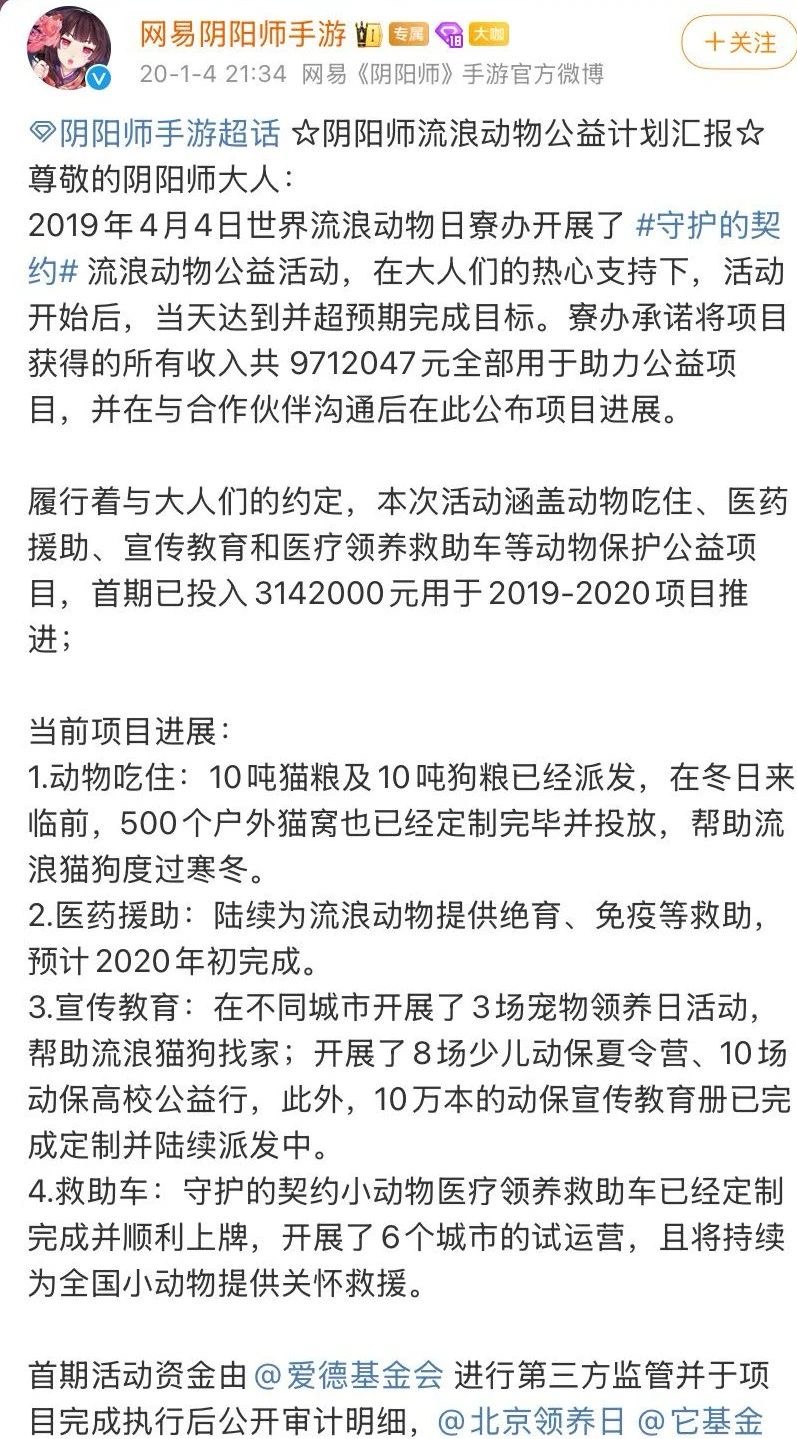 网易阴阳师手游 专属 18 大咖
+关注
20-1-4 21:34 网易《阴阳师》手游官方微博
阴阳师手游超话 ☆阴阳师流浪动物公益计划汇报☆
尊敬的阴阳师大人：
2019年4月4日世界流浪动物日寮办开展了 #守护的契
约# 流浪动物公益活动，在大人们的热心支持下，活动
开始后，当天达到并超预期完成目标。寮办承诺将项目
获得的所有收入共 9712047元全部用于助力公益项
目，并在与合作伙伴沟通后在此公布项目进展。
履行着与大人们的约定，本次活动涵盖动物吃住、医药
援助、宣传教育和医疗领养救助车等动物保护公益项
目，首期已投入3142000元用于2019-2020项目推
进；
当前项目进展：
1.动物吃住：10吨猫粮及10吨狗粮已经派发，在冬日来
临前，500个户外猫窝也已经定制完毕并投放，帮助流
浪猫狗度过寒冬。
2.医药援助：陆续为流浪动物提供绝育、免疫等救助，
预计2020年初完成。
3.宣传教育：在不同城市开展了3场宠物领养日活动，
帮助流浪猫狗找家；开展了8场少儿动保夏令营、10场
动保高校公益行，此外，10万本的动保宣传教育册已完
成定制并陆续派发中。
4.救助车：守护的契约小动物医疗领养救助车已经定制
完成并顺利上牌，开展了6个城市的试运营，且将持续
为全国小动物提供关怀救援。
首期活动资金由@爱德基金会 进行第三方监管并于项
目完成执行后公开审计明细，@北京领养日 @它基金